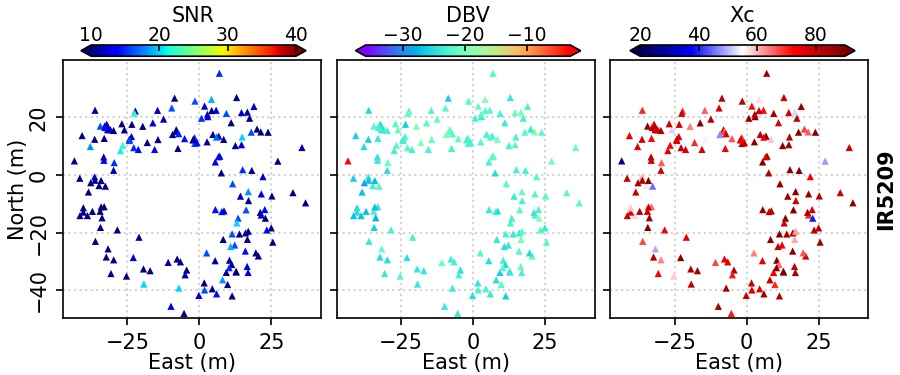 SNR
DBV
Xc
10 20 30 40
−30 −20 −10
20 40 60 80
North (m)
20
0
−20
−40
−25 0 25
−25 0 25
−25 0 25
East (m)
East (m)
East (m)
IR5209